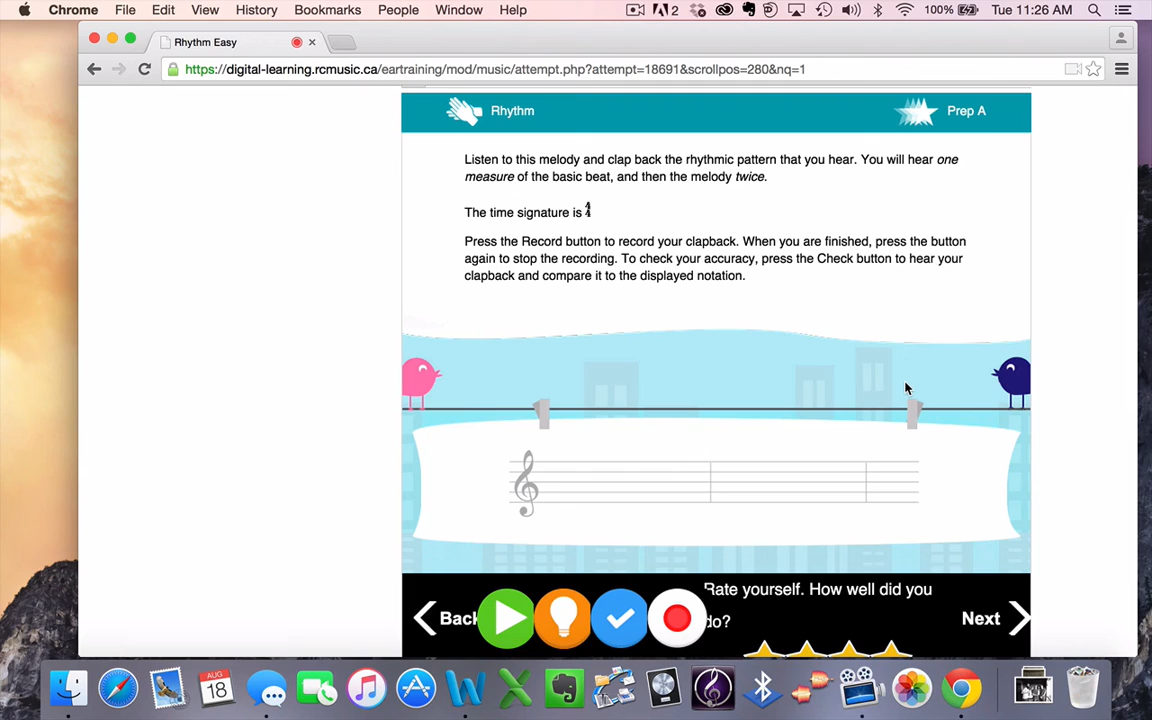 Chrome File Edit View History Bookmarks People Window Help 2 100% Tue 11:26 AM
Rhythm Easy
https://digital-learning.rcmusic.ca/eartraining/mod/music/attempt.php?attempt=18691&scrollpos=280&nq=1
Rhythm Prep A
Listen to this melody and clap back the rhythmic pattern that you hear. You will hear one
measure of the basic beat, and then the melody twice.
The time signature is 4/4
Press the Record button to record your clapback. When you are finished, press the button
again to stop the recording. To check your accuracy, press the Check button to hear your
clapback and compare it to the displayed notation.
Rate yourself. How well did you
do?
Back Next
AUG
18